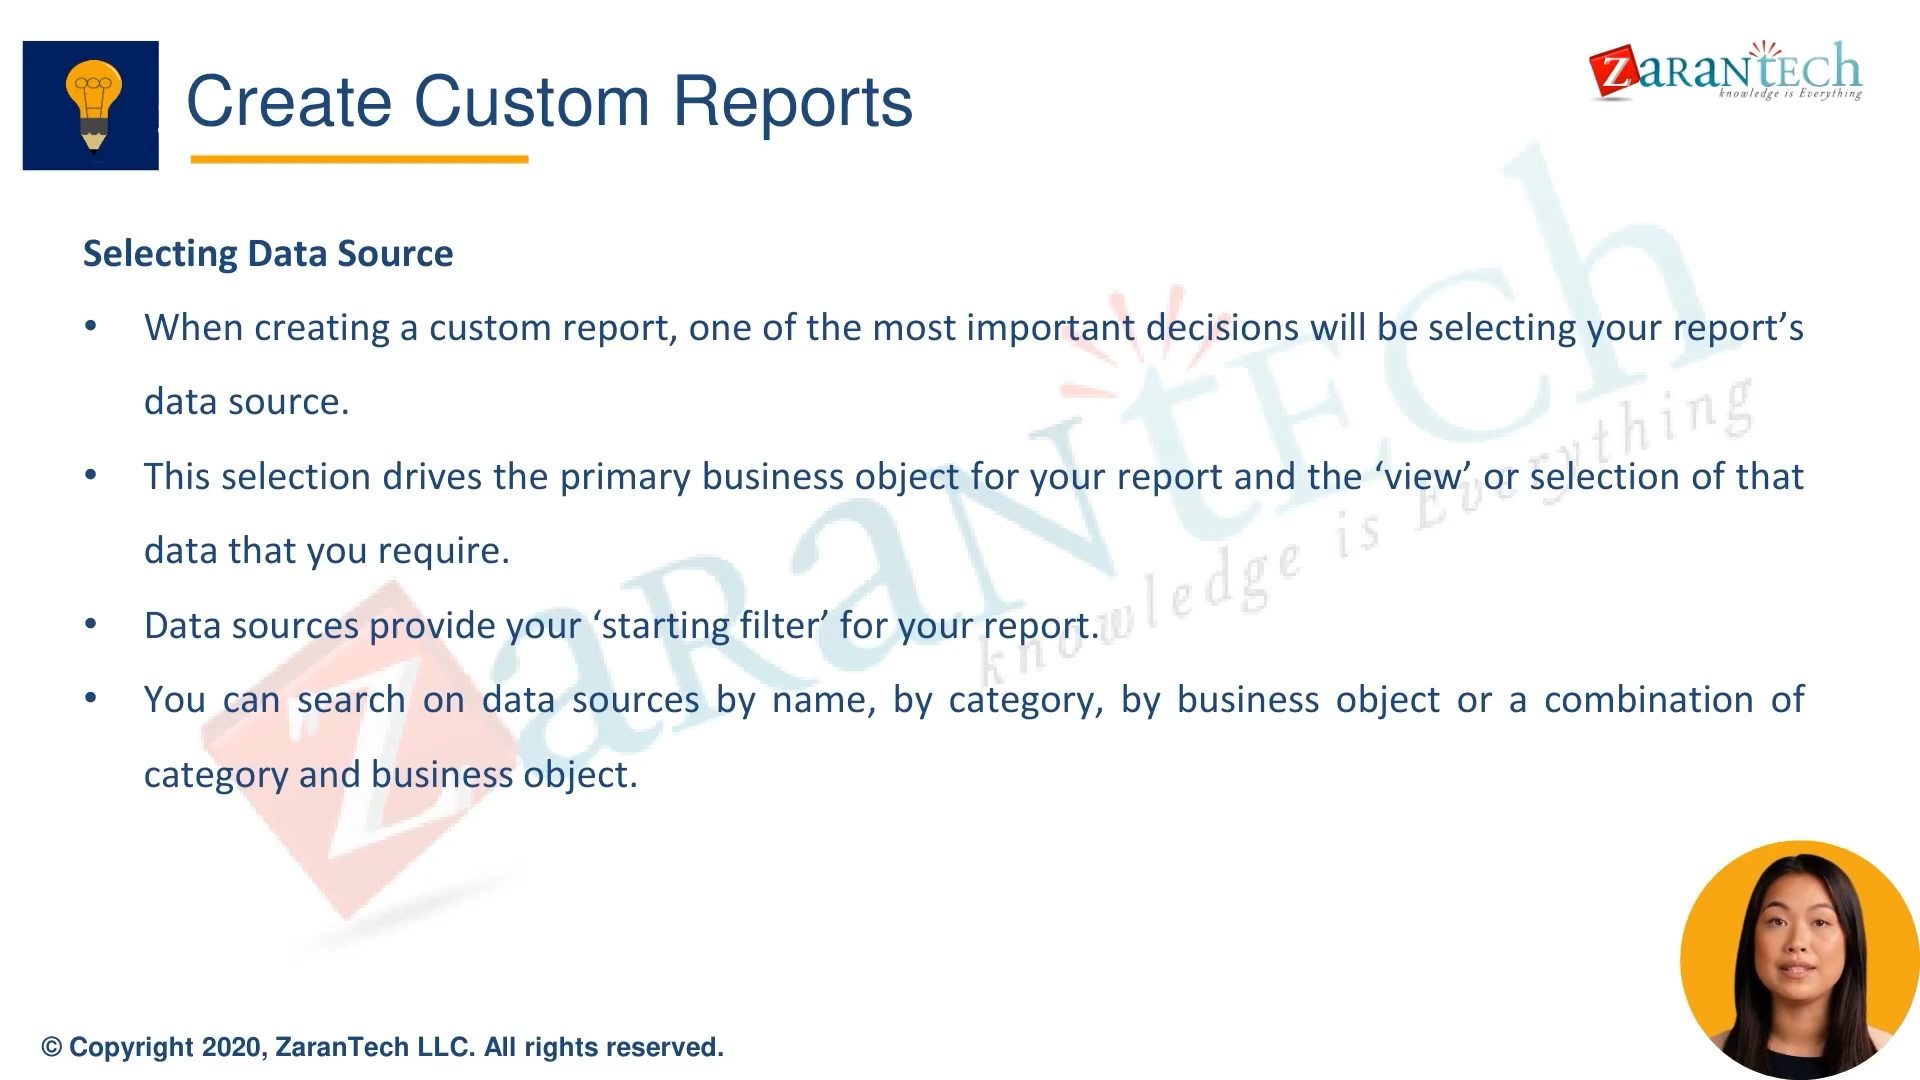 Create Custom Reports
ZaranTech
knowledge is Everything
Selecting Data Source
• When creating a custom report, one of the most important decisions will be selecting your report’s
data source.
• This selection drives the primary business object for your report and the ‘view’ or selection of that
data that you require.
• Data sources provide your ‘starting filter’ for your report.
• You can search on data sources by name, by category, by business object or a combination of
category and business object.
ZaranTech
knowledge is Everything
© Copyright 2020, ZaranTech LLC. All rights reserved.